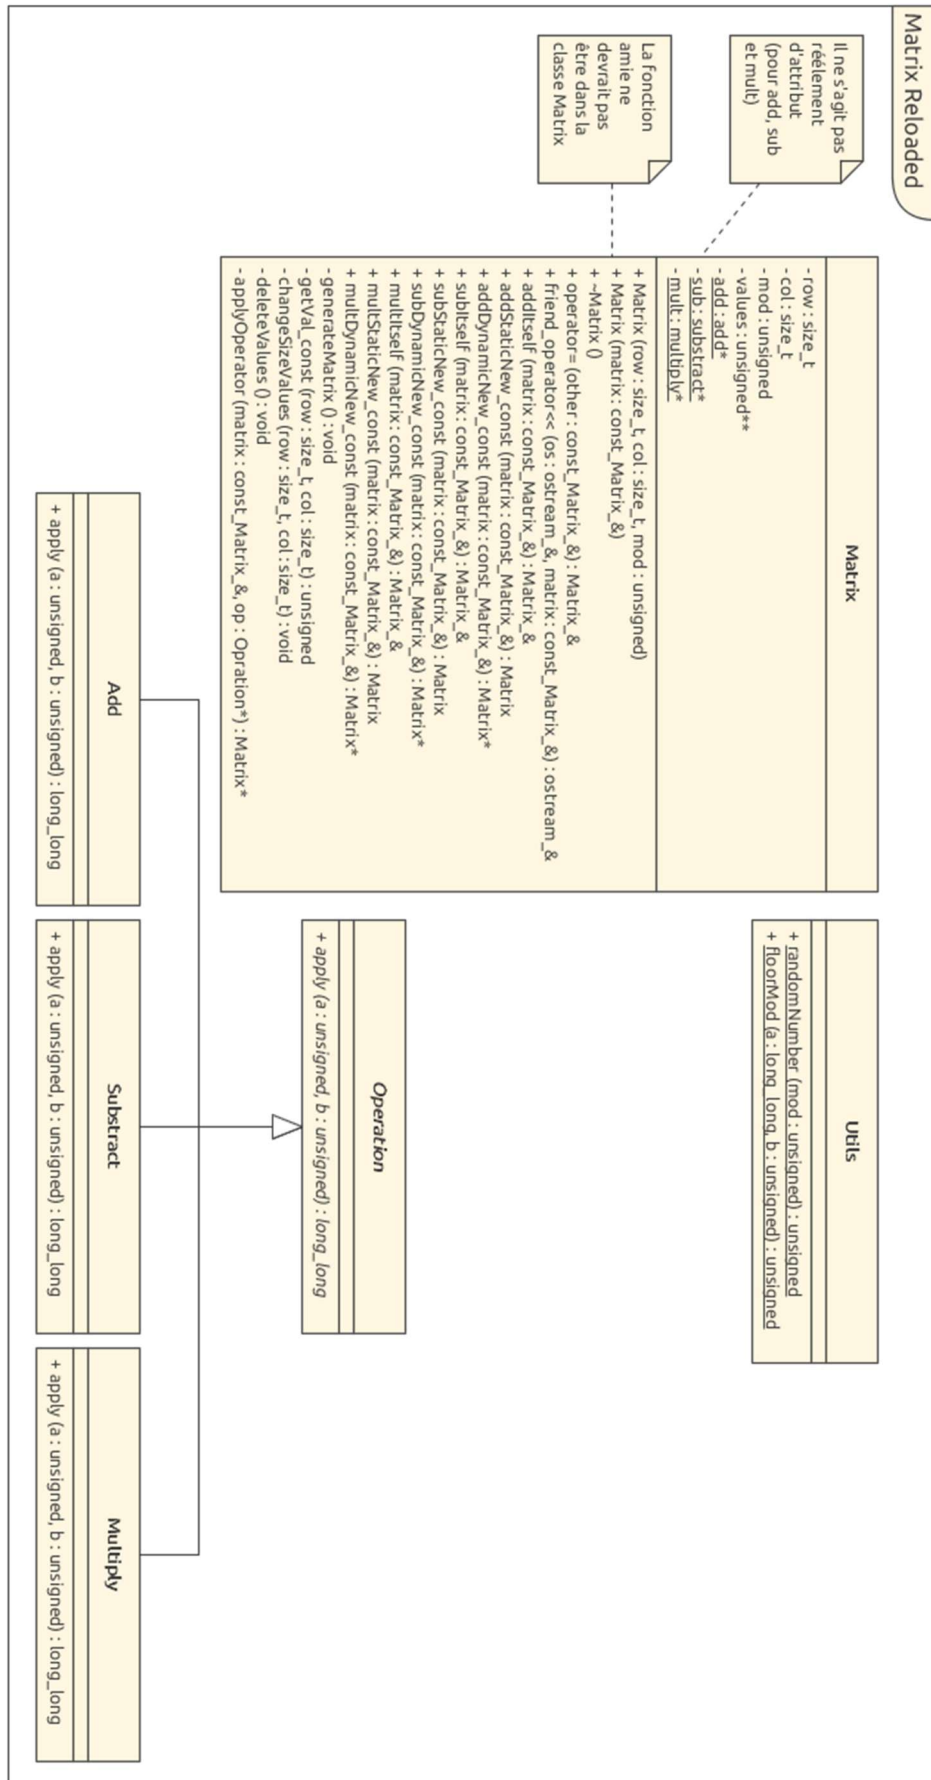 Matrix Reloaded
Il ne s'agit pas
réélement
d'attribut
(pour add, sub
et mult)
La fonction
amie ne
devrait pas
être dans la
classe Matrix
Matrix
- row : size_t
- col : size_t
- mod : unsigned
- values : unsigned**
- add : add*
- sub : substract*
- mult : multiply*
+ Matrix (row : size_t, col : size_t, mod : unsigned)
+ Matrix (matrix : const_Matrix_&)
+ ~Matrix ()
+ operator= (other : const_Matrix_&) : Matrix_&
+ friend_operator<< (os : ostream_&, matrix : const_Matrix_&) : ostream_&
+ addItself (matrix : const_Matrix_&) : Matrix_&
+ addStaticNew_const (matrix : const_Matrix_&) : Matrix
+ addDynamicNew_const (matrix : const_Matrix_&) : Matrix*
+ subItself (matrix : const_Matrix_&) : Matrix_&
+ subStaticNew_const (matrix : const_Matrix_&) : Matrix
+ subDynamicNew_const (matrix : const_Matrix_&) : Matrix*
+ multItself (matrix : const_Matrix_&) : Matrix_&
+ multStaticNew_const (matrix : const_Matrix_&) : Matrix
+ multDynamicNew_const (matrix : const_Matrix_&) : Matrix*
- generateMatrix () : void
- getVal_const (row : size_t, col : size_t) : unsigned
- changeSizeValues (row : size_t, col : size_t) : void
- deleteValues () : void
- applyOperator (matrix : const_Matrix_&, op : Opration*) : Matrix*
Utils
+ randomNumber (mod : unsigned) : unsigned
+ floorMod (a : long_long, b : unsigned) : unsigned
Operation
+ apply (a : unsigned, b : unsigned) : long_long
Add
+ apply (a : unsigned, b : unsigned) : long_long
Substract
+ apply (a : unsigned, b : unsigned) : long_long
Multiply
+ apply (a : unsigned, b : unsigned) : long_long